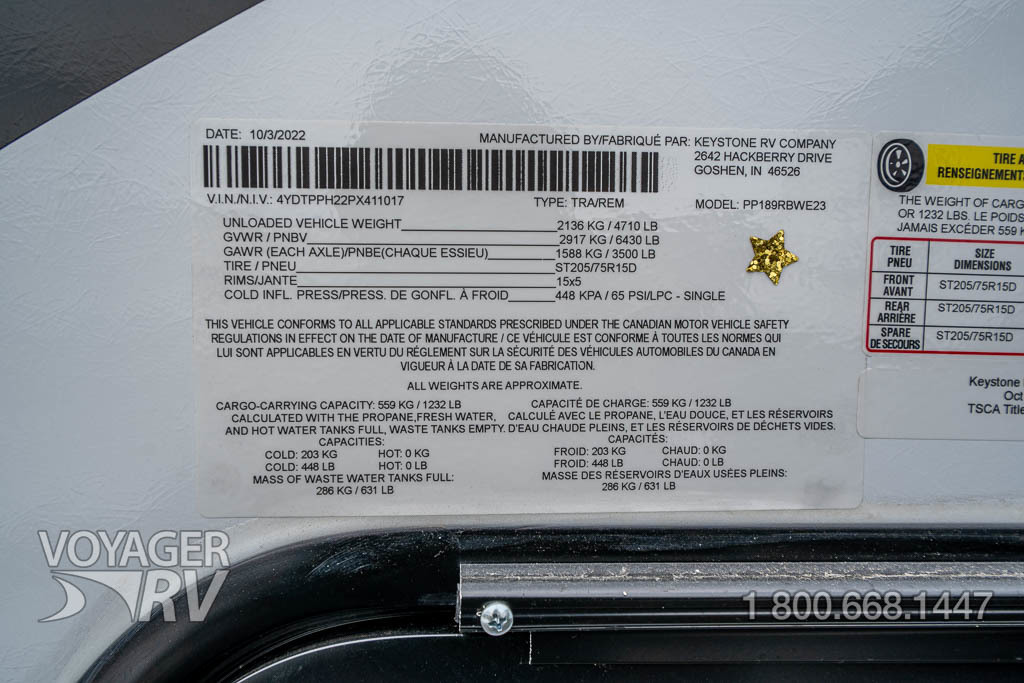 DATE: 10/3/2022
MANUFACTURED BY/FABRIQUÉ PAR: KEYSTONE RV COMPANY
2642 HACKBERRY DRIVE
GOSHEN, IN 46526
V.I.N./N.I.V.: 4YDTPPH22PX411017 TYPE: TRA/REM MODEL: PP189RBWE23
UNLOADED VEHICLE WEIGHT 2136 KG / 4710 LB
GVWR / PNBV 2917 KG / 6430 LB
GAWR (EACH AXLE)/PNBE(CHAQUE ESSIEU) 1588 KG / 3500 LB
TIRE / PNEU ST205/75R15D
RIMS/JANTE 15x5
COLD INFL. PRESS/PRESS. DE GONFL. À FROID 448 KPA / 65 PSI/LPC - SINGLE
THIS VEHICLE CONFORMS TO ALL APPLICABLE STANDARDS PRESCRIBED UNDER THE CANADIAN MOTOR VEHICLE SAFETY
REGULATIONS IN EFFECT ON THE DATE OF MANUFACTURE / CE VÉHICULE EST CONFORME À TOUTES LES NORMES QUI
LUI SONT APPLICABLES EN VERTU DU RÉGLEMENT SUR LA SÉCURITÉ DES VÉHICULES AUTOMOBILES DU CANADA EN
VIGUEUR À LA DATE DE SA FABRICATION.
ALL WEIGHTS ARE APPROXIMATE.
CARGO-CARRYING CAPACITY: 559 KG / 1232 LB
CALCULATED WITH THE PROPANE,FRESH WATER,
AND HOT WATER TANKS FULL, WASTE TANKS EMPTY.
CAPACITIES:
COLD: 203 KG HOT: 0 KG
COLD: 448 LB HOT: 0 LB
MASS OF WASTE WATER TANKS FULL:
286 KG / 631 LB
CAPACITÉ DE CHARGE: 559 KG / 1232 LB
CALCULÉ AVEC LE PROPANE, L'EAU DOUCE, ET LES RÉSERVOIRS
D'EAU CHAUDE PLEINS, ET LES RÉSERVOIRS DE DÉCHETS VIDES.
CAPACITÉS:
FROID: 203 KG CHAUD: 0 KG
FROID: 448 LB CHAUD: 0 LB
MASSE DES RÉSERVOIRS D'EAUX USÉES PLEINS:
286 KG / 631 LB
TIRE A
RENSEIGNEMENTS
THE WEIGHT OF CARG
OR 1232 LBS. LE POIDS
JAMAIS EXCÉDER 559 K
TIRE SIZE
PNEU DIMENSIONS
FRONT
AVANT ST205/75R15D
REAR
ARRIÈRE ST205/75R15D
SPARE
DE SECOURS ST205/75R15D
Keystone
Oct
TSCA Title
VOYAGER
RV
1 800.668.1447